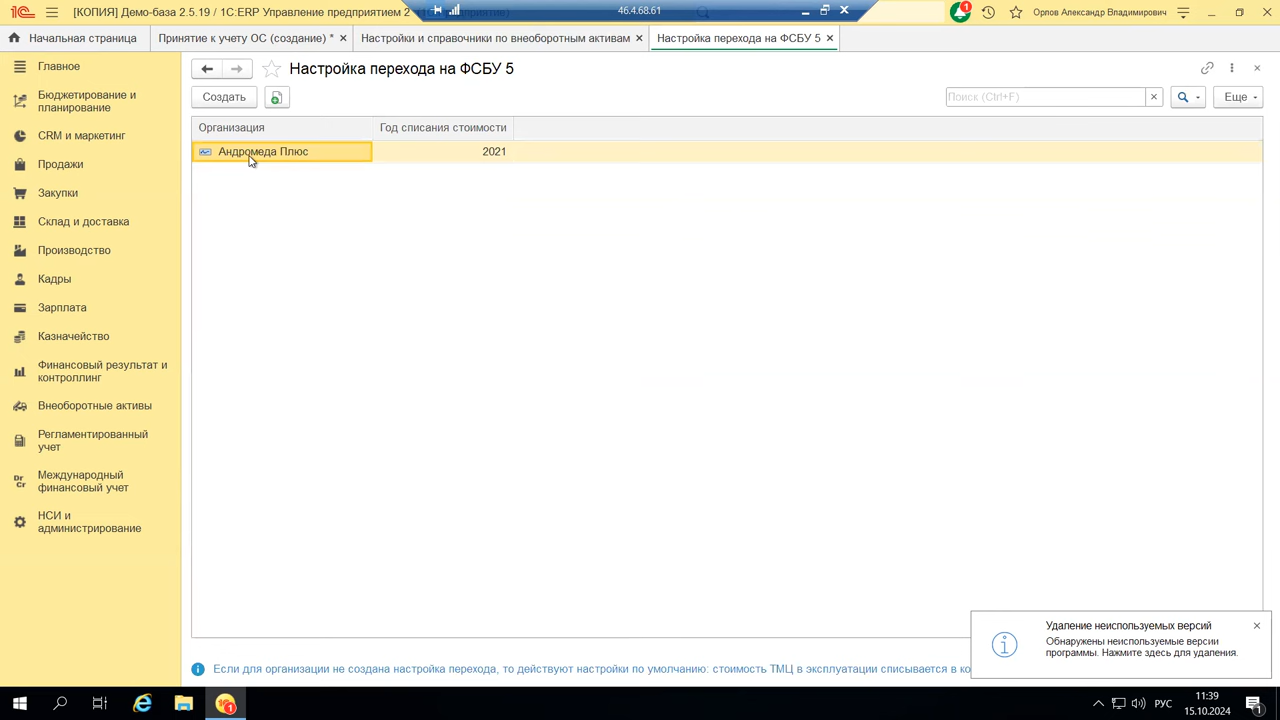 [КОПИЯ] Демо-база 2.5.19 / 1С:ERP Управление предприятием 2
46.4.68.61
1
Орлов Александр Владимирович
Начальная страница
Принятие к учету ОС (создание) *
Настройки и справочники по внеоборотным активам
Настройка перехода на ФСБУ 5
Главное
Бюджетирование и
планирование
CRM и маркетинг
Продажи
Закупки
Склад и доставка
Производство
Кадры
Зарплата
Казначейство
Финансовый результат и
контроллинг
Внеоборотные активы
Регламентированный
учет
Dr
Cr
Международный
финансовый учет
НСИ и
администрирование
Настройка перехода на ФСБУ 5
Создать
Поиск (Ctrl+F)
Еще
Организация
Год списания стоимости
Андромеда Плюс
2021
Удаление неиспользуемых версий
Обнаружены неиспользуемые версии
программы. Нажмите здесь для удаления.
Если для организации не создана настройка перехода, то действуют настройки по умолчанию: стоимость ТМЦ в эксплуатации списывается в ко
1
РУС
11:39
15.10.2024
1